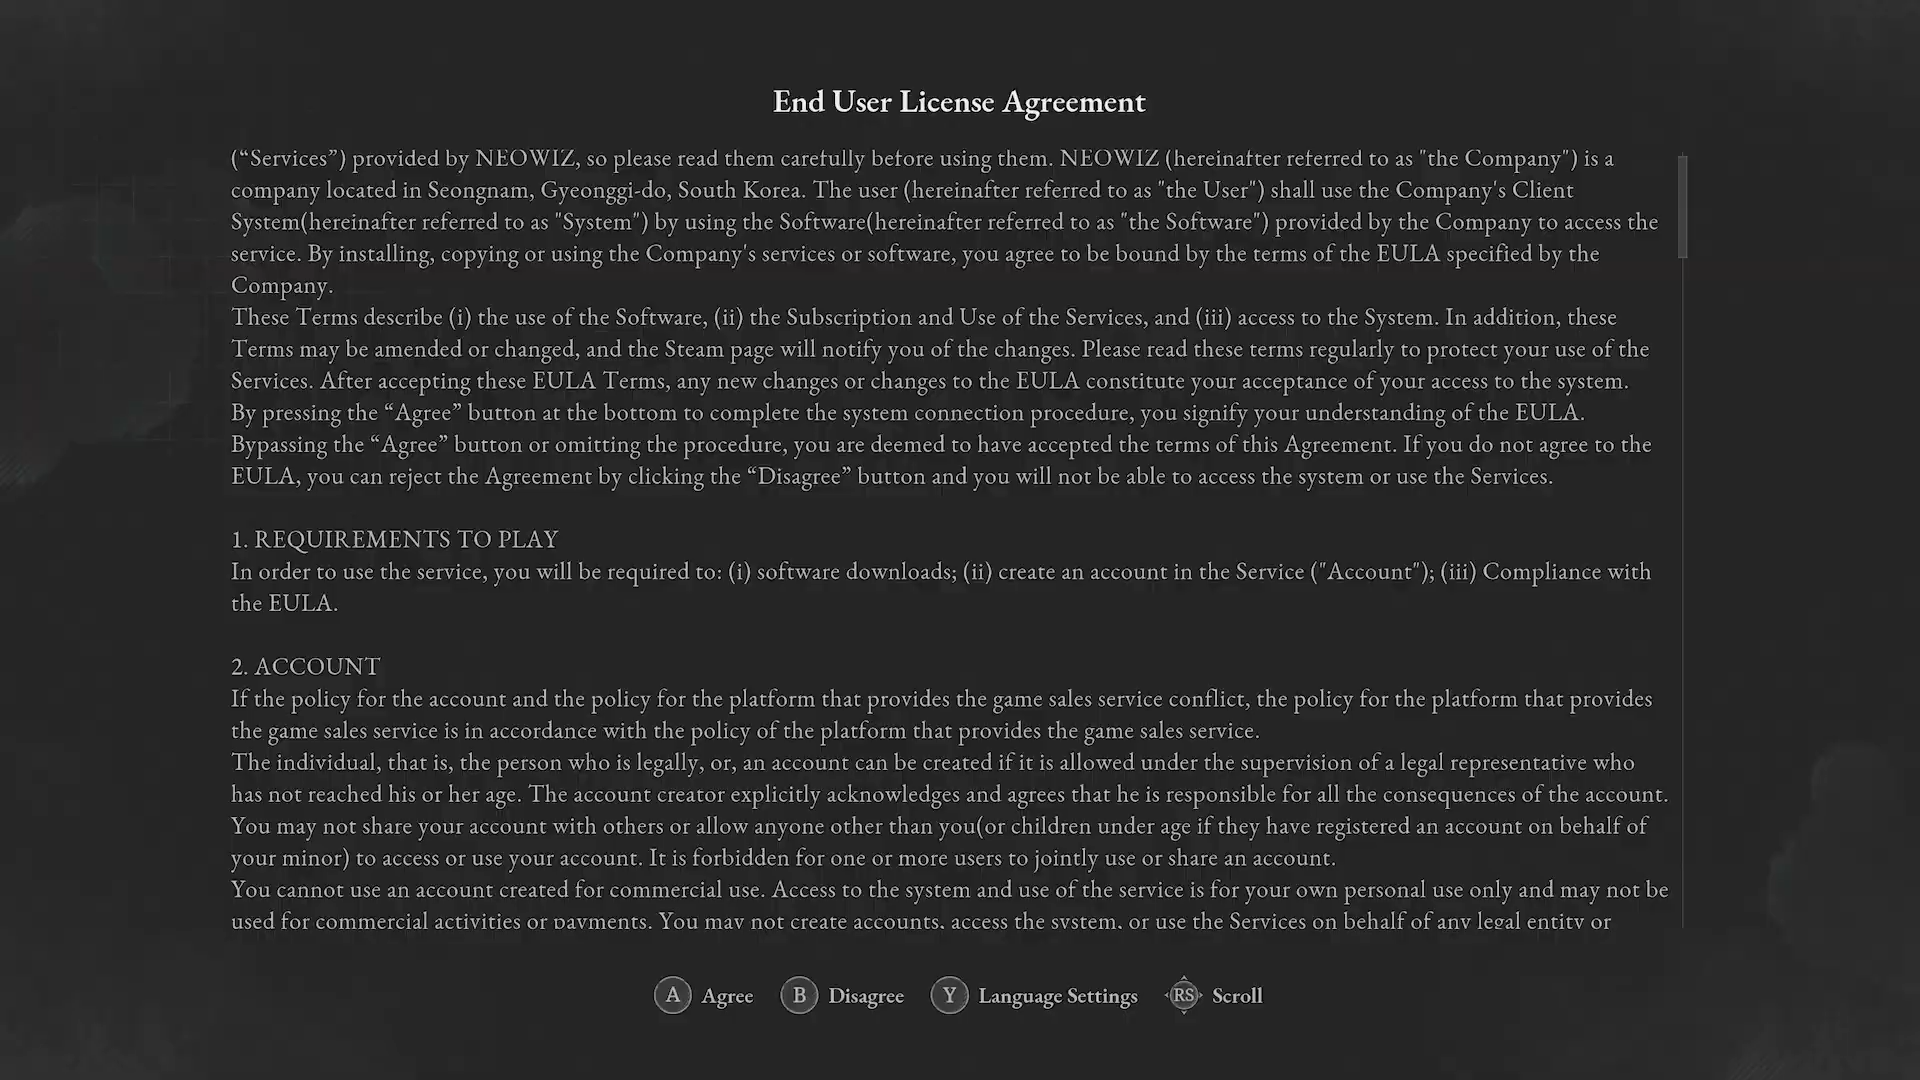 End User License Agreement
(“Services”) provided by NEOWIZ, so please read them carefully before using them. NEOWIZ (hereinafter referred to as "the Company") is a
company located in Seongnam, Gyeonggi-do, South Korea. The user (hereinafter referred to as "the User") shall use the Company's Client
System(hereinafter referred to as "System") by using the Software(hereinafter referred to as "the Software") provided by the Company to access the
service. By installing, copying or using the Company's services or software, you agree to be bound by the terms of the EULA specified by the
Company.
These Terms describe (i) the use of the Software, (ii) the Subscription and Use of the Services, and (iii) access to the System. In addition, these
Terms may be amended or changed, and the Steam page will notify you of the changes. Please read these terms regularly to protect your use of the
Services. After accepting these EULA Terms, any new changes or changes to the EULA constitute your acceptance of your access to the system.
By pressing the “Agree” button at the bottom to complete the system connection procedure, you signify your understanding of the EULA.
Bypassing the “Agree” button or omitting the procedure, you are deemed to have accepted the terms of this Agreement. If you do not agree to the
EULA, you can reject the Agreement by clicking the “Disagree” button and you will not be able to access the system or use the Services.
1. REQUIREMENTS TO PLAY
In order to use the service, you will be required to: (i) software downloads; (ii) create an account in the Service ("Account"); (iii) Compliance with
the EULA.
2. ACCOUNT
If the policy for the account and the policy for the platform that provides the game sales service conflict, the policy for the platform that provides
the game sales service is in accordance with the policy of the platform that provides the game sales service.
The individual, that is, the person who is legally, or, an account can be created if it is allowed under the supervision of a legal representative who
has not reached his or her age. The account creator explicitly acknowledges and agrees that he is responsible for all the consequences of the account.
You may not share your account with others or allow anyone other than you(or children under age if they have registered an account on behalf of
your minor) to access or use your account. It is forbidden for one or more users to jointly use or share an account.
You cannot use an account created for commercial use. Access to the system and use of the service is for your own personal use only and may not be
used for commercial activities or payments. You may not create accounts, access the system, or use the Services on behalf of any legal entity or
A Agree B Disagree Y Language Settings RS Scroll